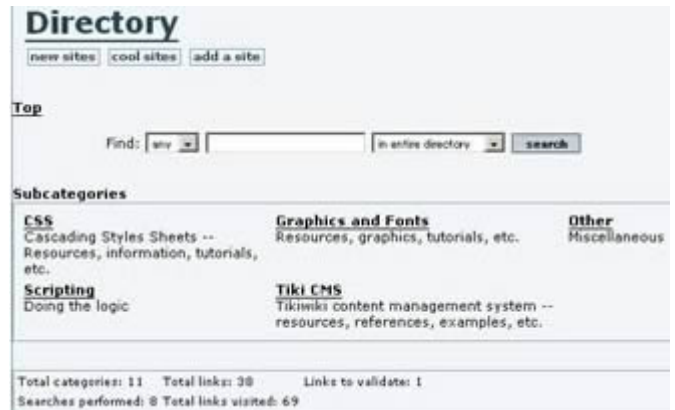 Directory
new sites cool sites add a site
Top
Find: any in entire directory search
Subcategories
CSS Graphics and Fonts Other
Cascading Styles Sheets -- Resources, graphics, tutorials, etc. Miscellaneous
Resources, information, tutorials,
etc.
Scripting Tiki CMS
Doing the logic Tikiwiki content management system --
resources, references, examples, etc.
Total categories: 11 Total links: 38 Links to validate: 1
Searches performed: 8 Total links visited: 69